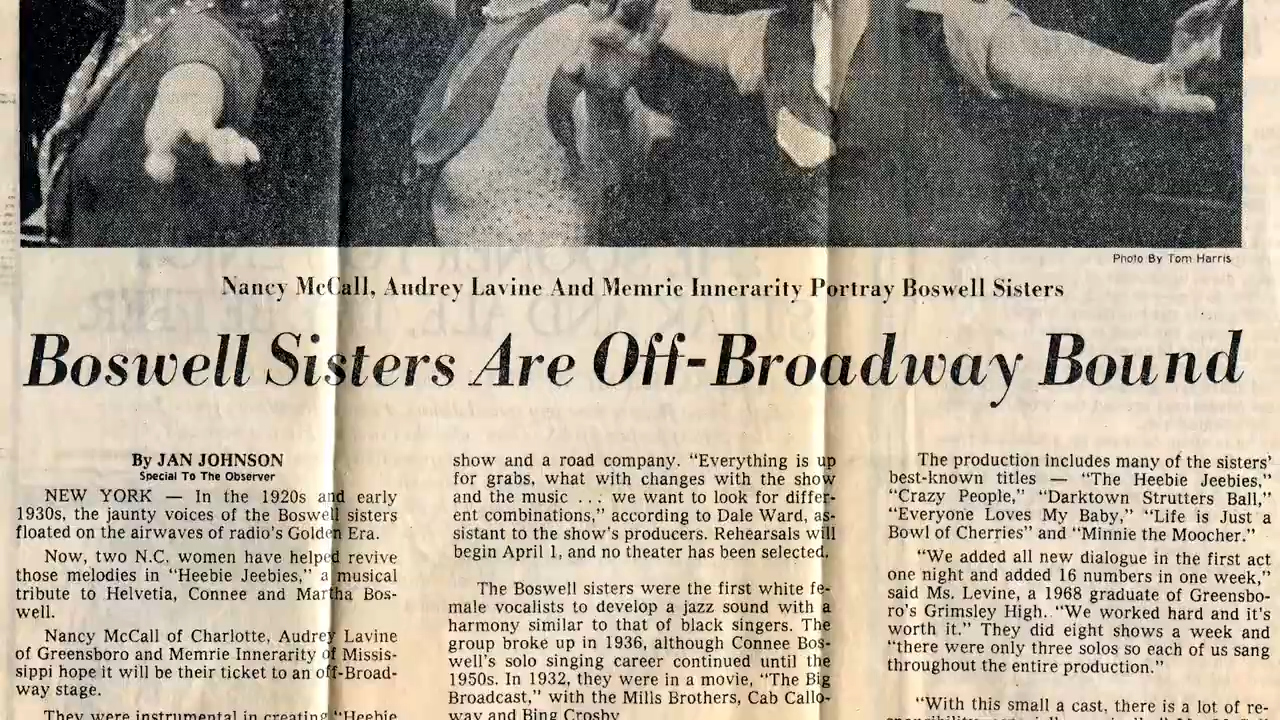 Photo By Tom Harris
Nancy McCall, Audrey Lavine And Memrie Innerarity Portray Boswell Sisters
Boswell Sisters Are Off-Broadway Bound
By JAN JOHNSON
Special To The Observer
NEW YORK — In the 1920s and early
1930s, the jaunty voices of the Boswell sisters
floated on the airwaves of radio's Golden Era.
Now, two N.C. women have helped revive
those melodies in “Heebie Jeebies,” a musical
tribute to Helvetia, Connee and Martha Bos-
well.
Nancy McCall of Charlotte, Audrey Lavine
of Greensboro and Memrie Innerarity of Missis-
sippi hope it will be their ticket to an off-Broad-
way stage.
They were instrumental in creating “Heebie
show and a road company. “Everything is up
for grabs, what with changes with the show
and the music . . . we want to look for differ-
ent combinations,” according to Dale Ward, as-
sistant to the show's producers. Rehearsals will
begin April 1, and no theater has been selected.
The Boswell sisters were the first white fe-
male vocalists to develop a jazz sound with a
harmony similar to that of black singers. The
group broke up in 1936, although Connee Bos-
well's solo singing career continued until the
1950s. In 1932, they were in a movie, “The Big
Broadcast,” with the Mills Brothers, Cab Callo-
way and Bing Crosby
The production includes many of the sisters'
best-known titles — “The Heebie Jeebies,”
“Crazy People,” “Darktown Strutters Ball,”
“Everyone Loves My Baby,” “Life is Just a
Bowl of Cherries” and “Minnie the Moocher.”
“We added all new dialogue in the first act
one night and added 16 numbers in one week,”
said Ms. Levine, a 1968 graduate of Greensbo-
ro's Grimsley High. “We worked hard and it's
worth it.” They did eight shows a week and
“there were only three solos so each of us sang
throughout the entire production.”
“With this small a cast, there is a lot of re-